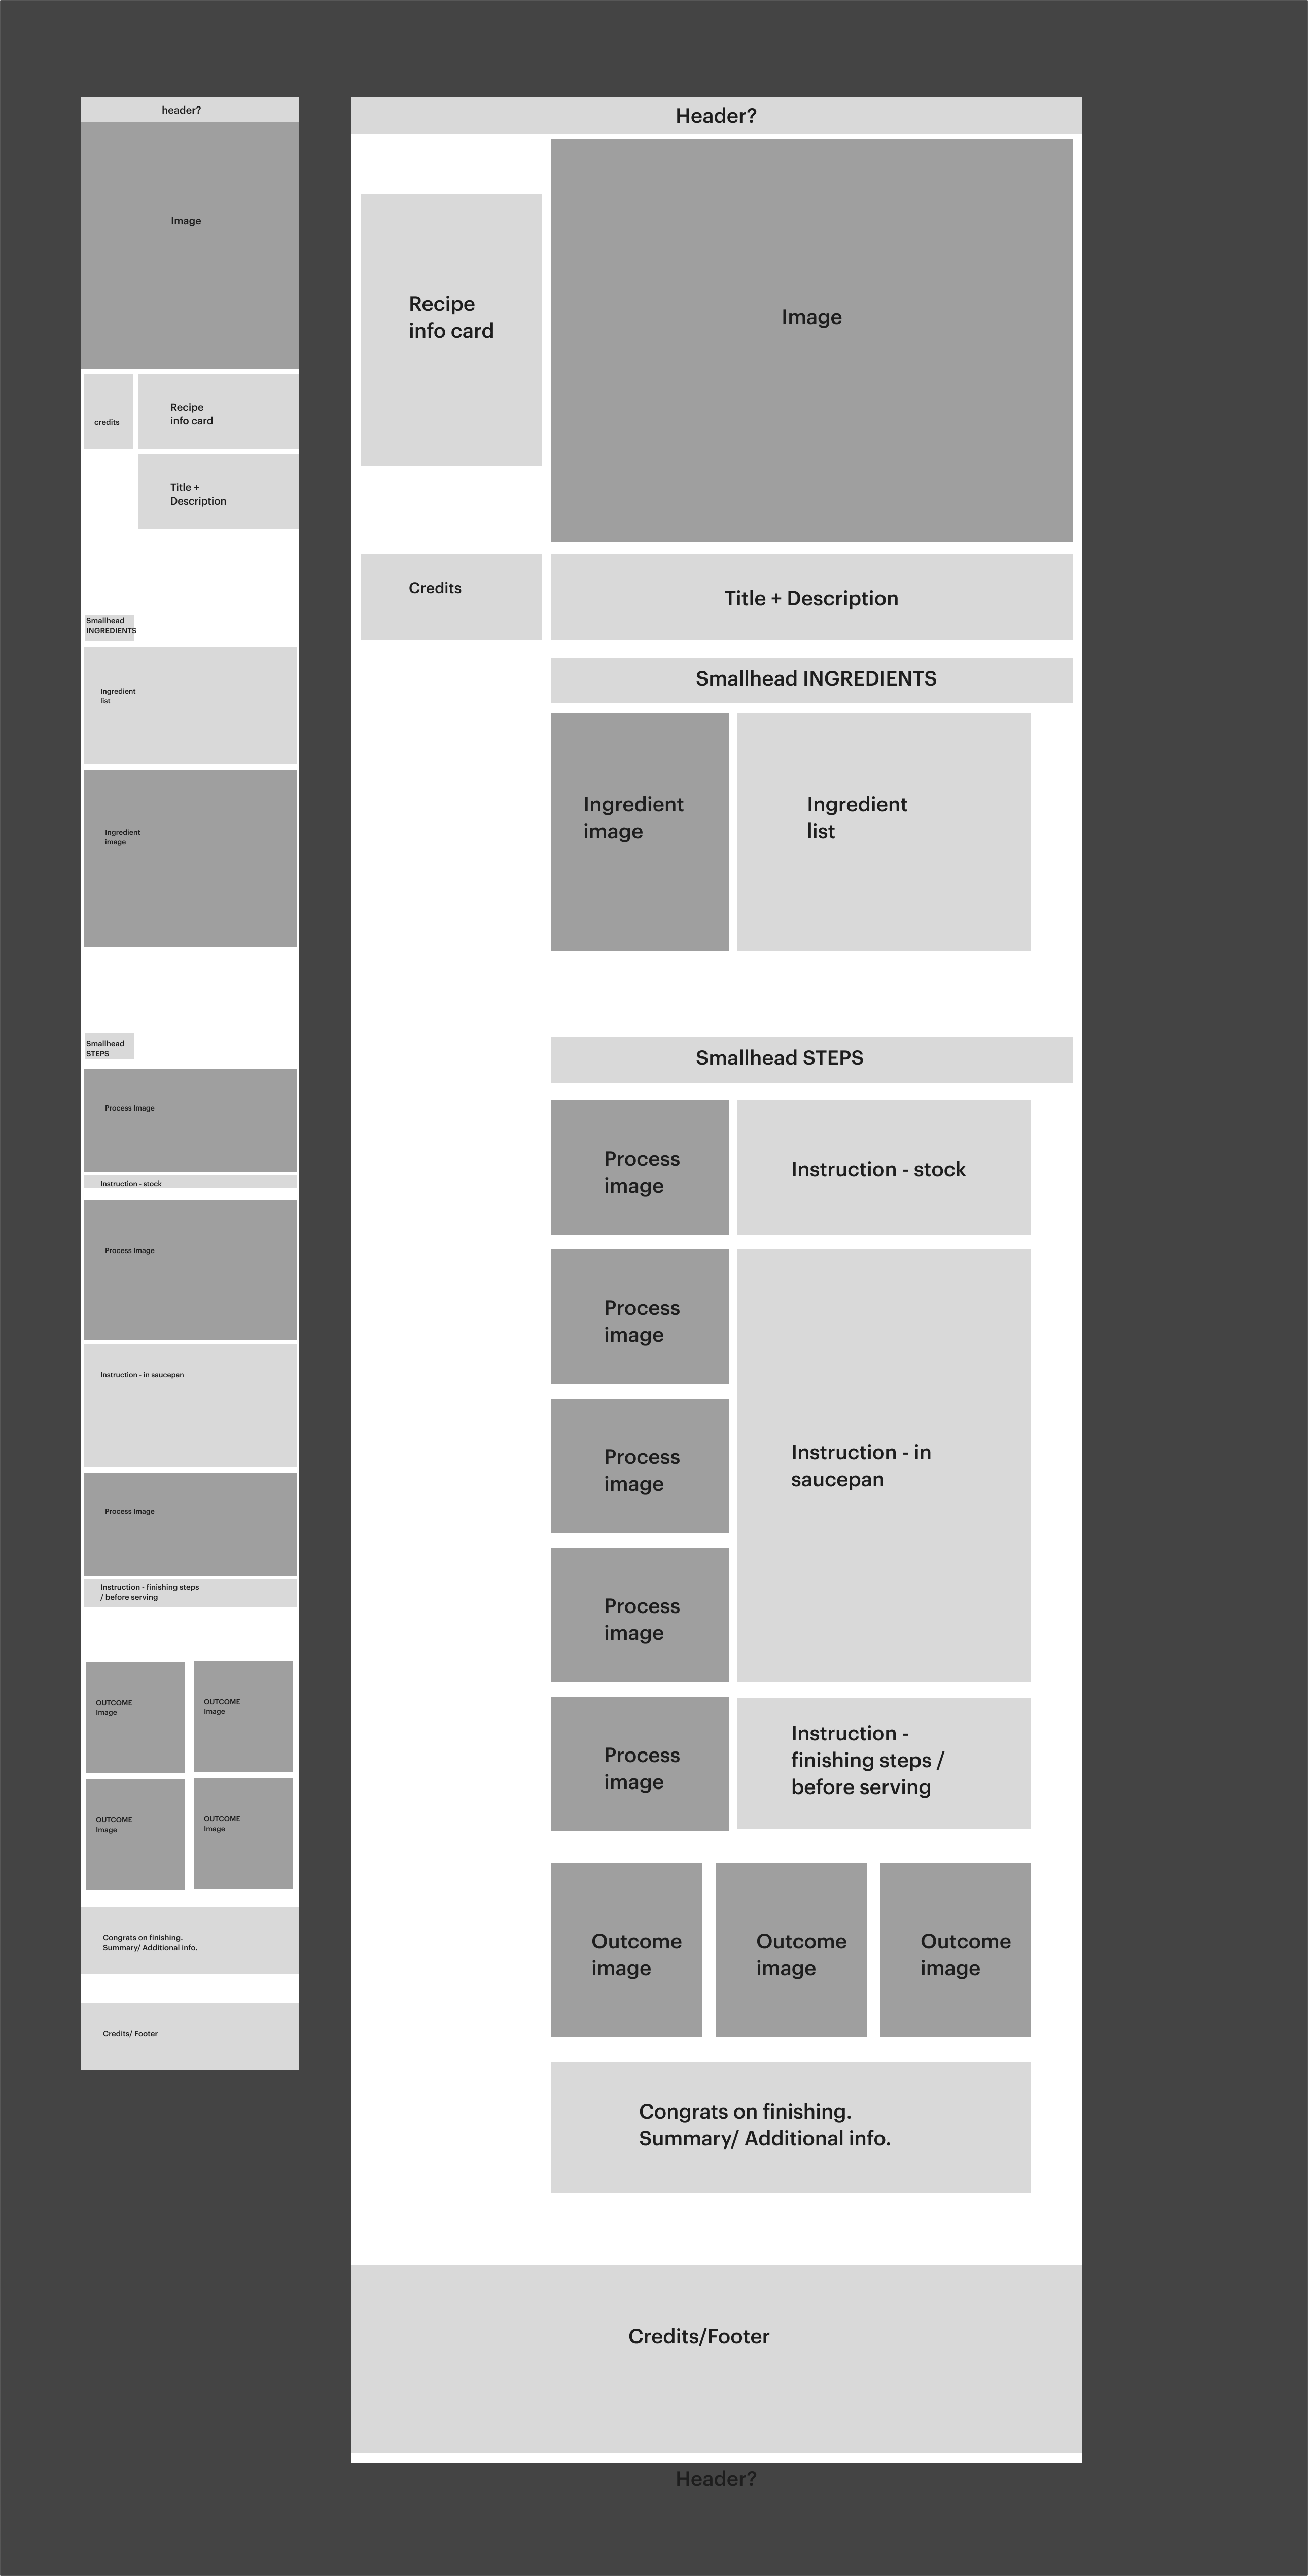 header?
Image
credits
Recipe
info card
Title +
Description
Smallhead
INGREDIENTS
Ingredient
list
Ingredient
image
Smallhead
STEPS
Process Image
Instruction - stock
Process Image
Instruction - in saucepan
Process Image
Instruction - finishing steps
/ before serving
OUTCOME
Image
OUTCOME
Image
OUTCOME
Image
OUTCOME
Image
Congrats on finishing.
Summary/ Additional info.
Credits/ Footer
Header?
Recipe
info card
Image
Credits
Title + Description
Smallhead INGREDIENTS
Ingredient
image
Ingredient
list
Smallhead STEPS
Process
image
Instruction - stock
Process
image
Process
image
Instruction - in
saucepan
Process
image
Process
image
Instruction -
finishing steps /
before serving
Outcome
image
Outcome
image
Outcome
image
Congrats on finishing.
Summary/ Additional info.
Credits/Footer
Header?